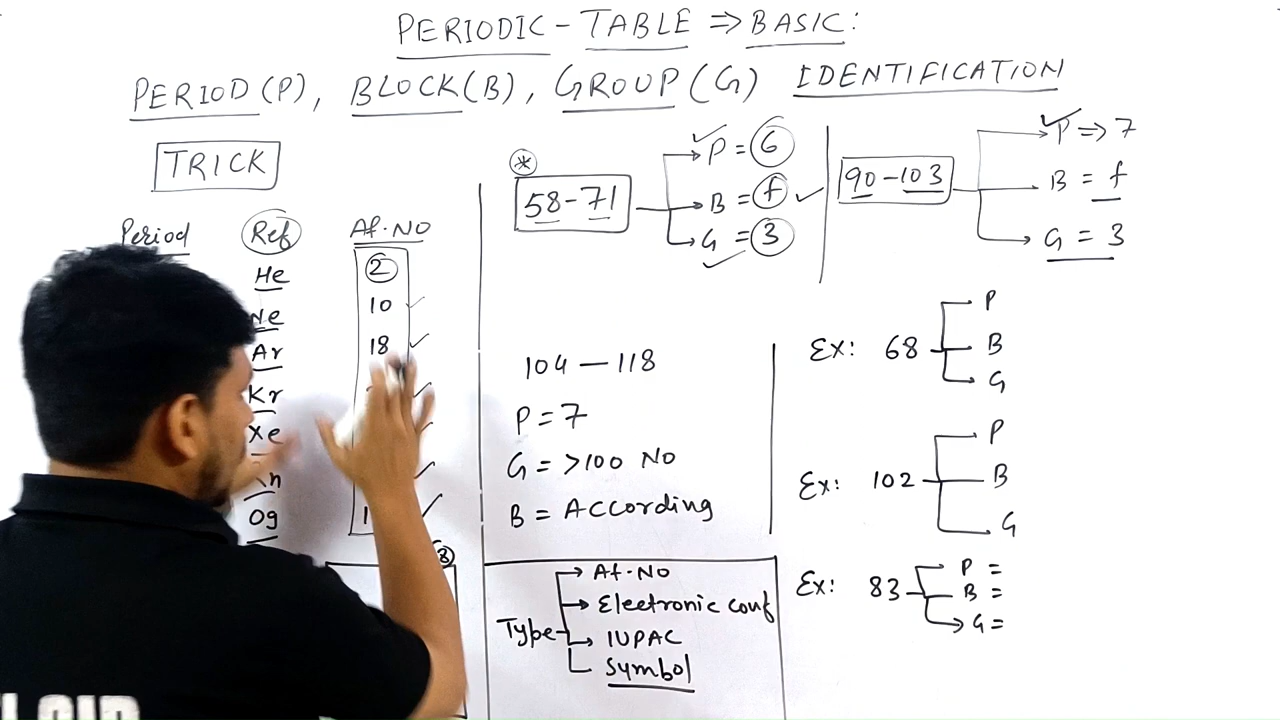 PERIODIC-TABLE ⇒ BASIC:
PERIOD(P), BLOCK(B), GROUP(G) IDENTIFICATION
TRICK
Period Ref At.NO
He 2
Ne 10
Ar 18
Kr
Xe
Og
8
*
58-71
P = 6
B = f
G = 3
90-103
P => 7
B = f
G = 3
104 — 118
P = 7
G = >100 NO
B = According
Type
At.NO
Electronic conf
IUPAC
Symbol
Ex: 68
P
B
G
Ex: 102
P
B
G
Ex: 83
P =
B =
G =